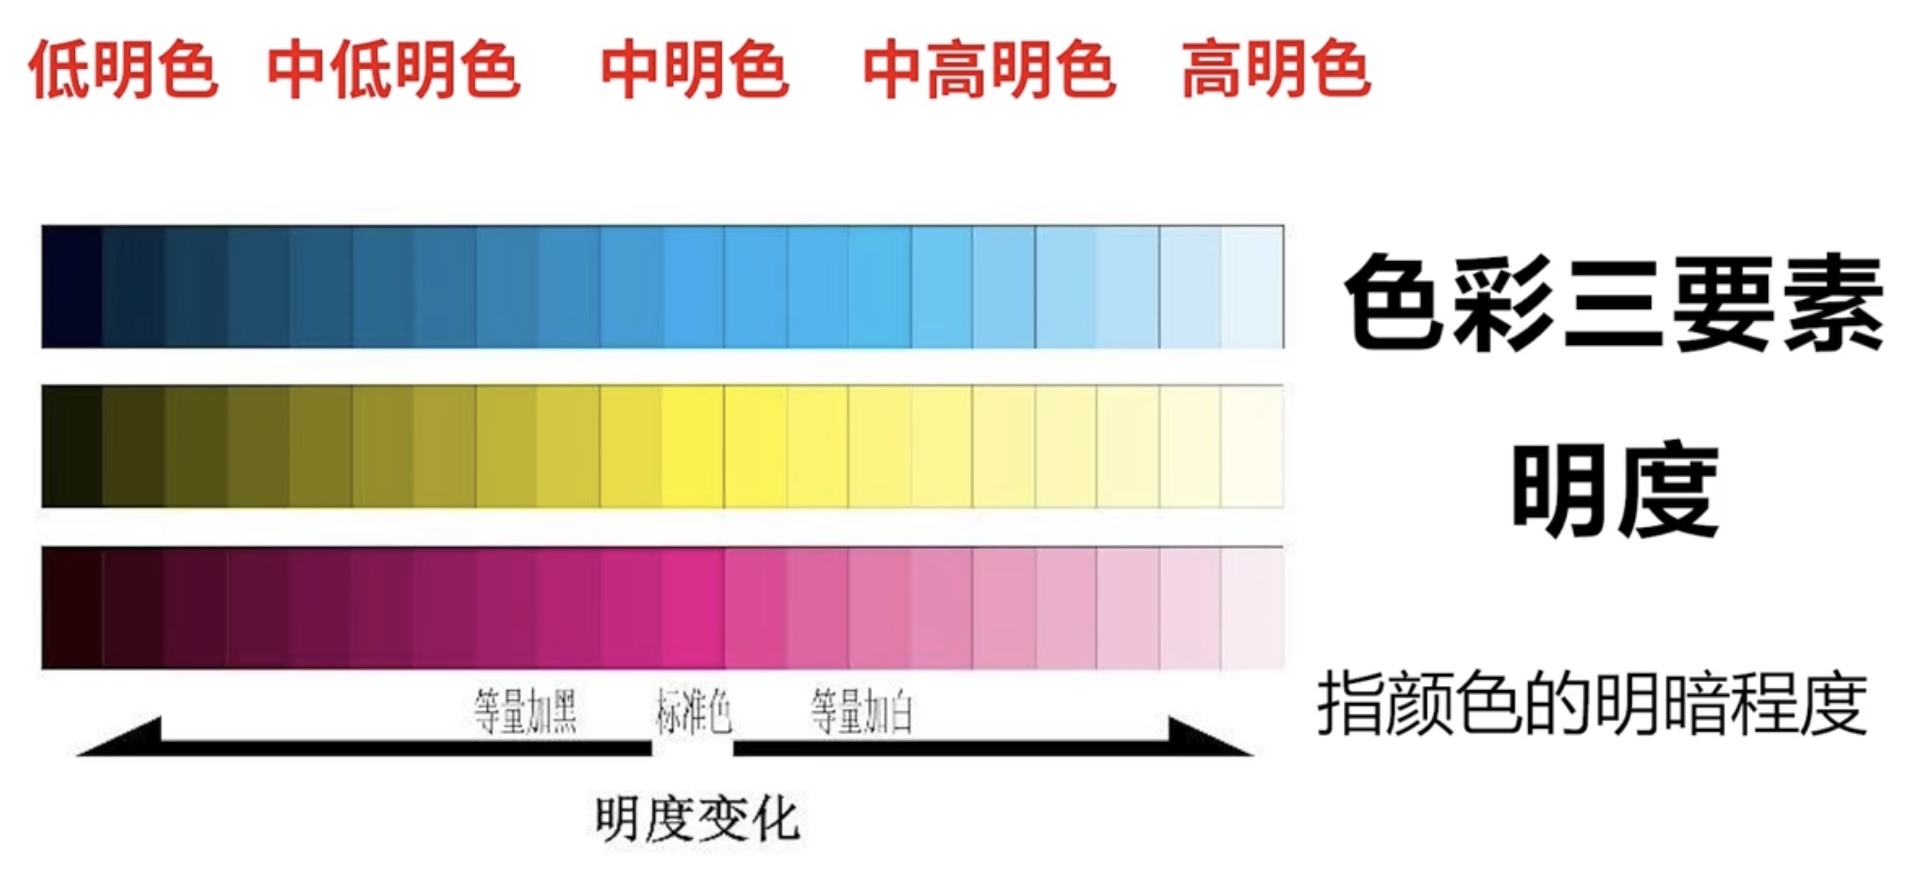 低明色 中低明色 中明色 中高明色 高明色
色彩三要素
明度
指颜色的明暗程度
等量加黑 标准色 等量加白
明度变化